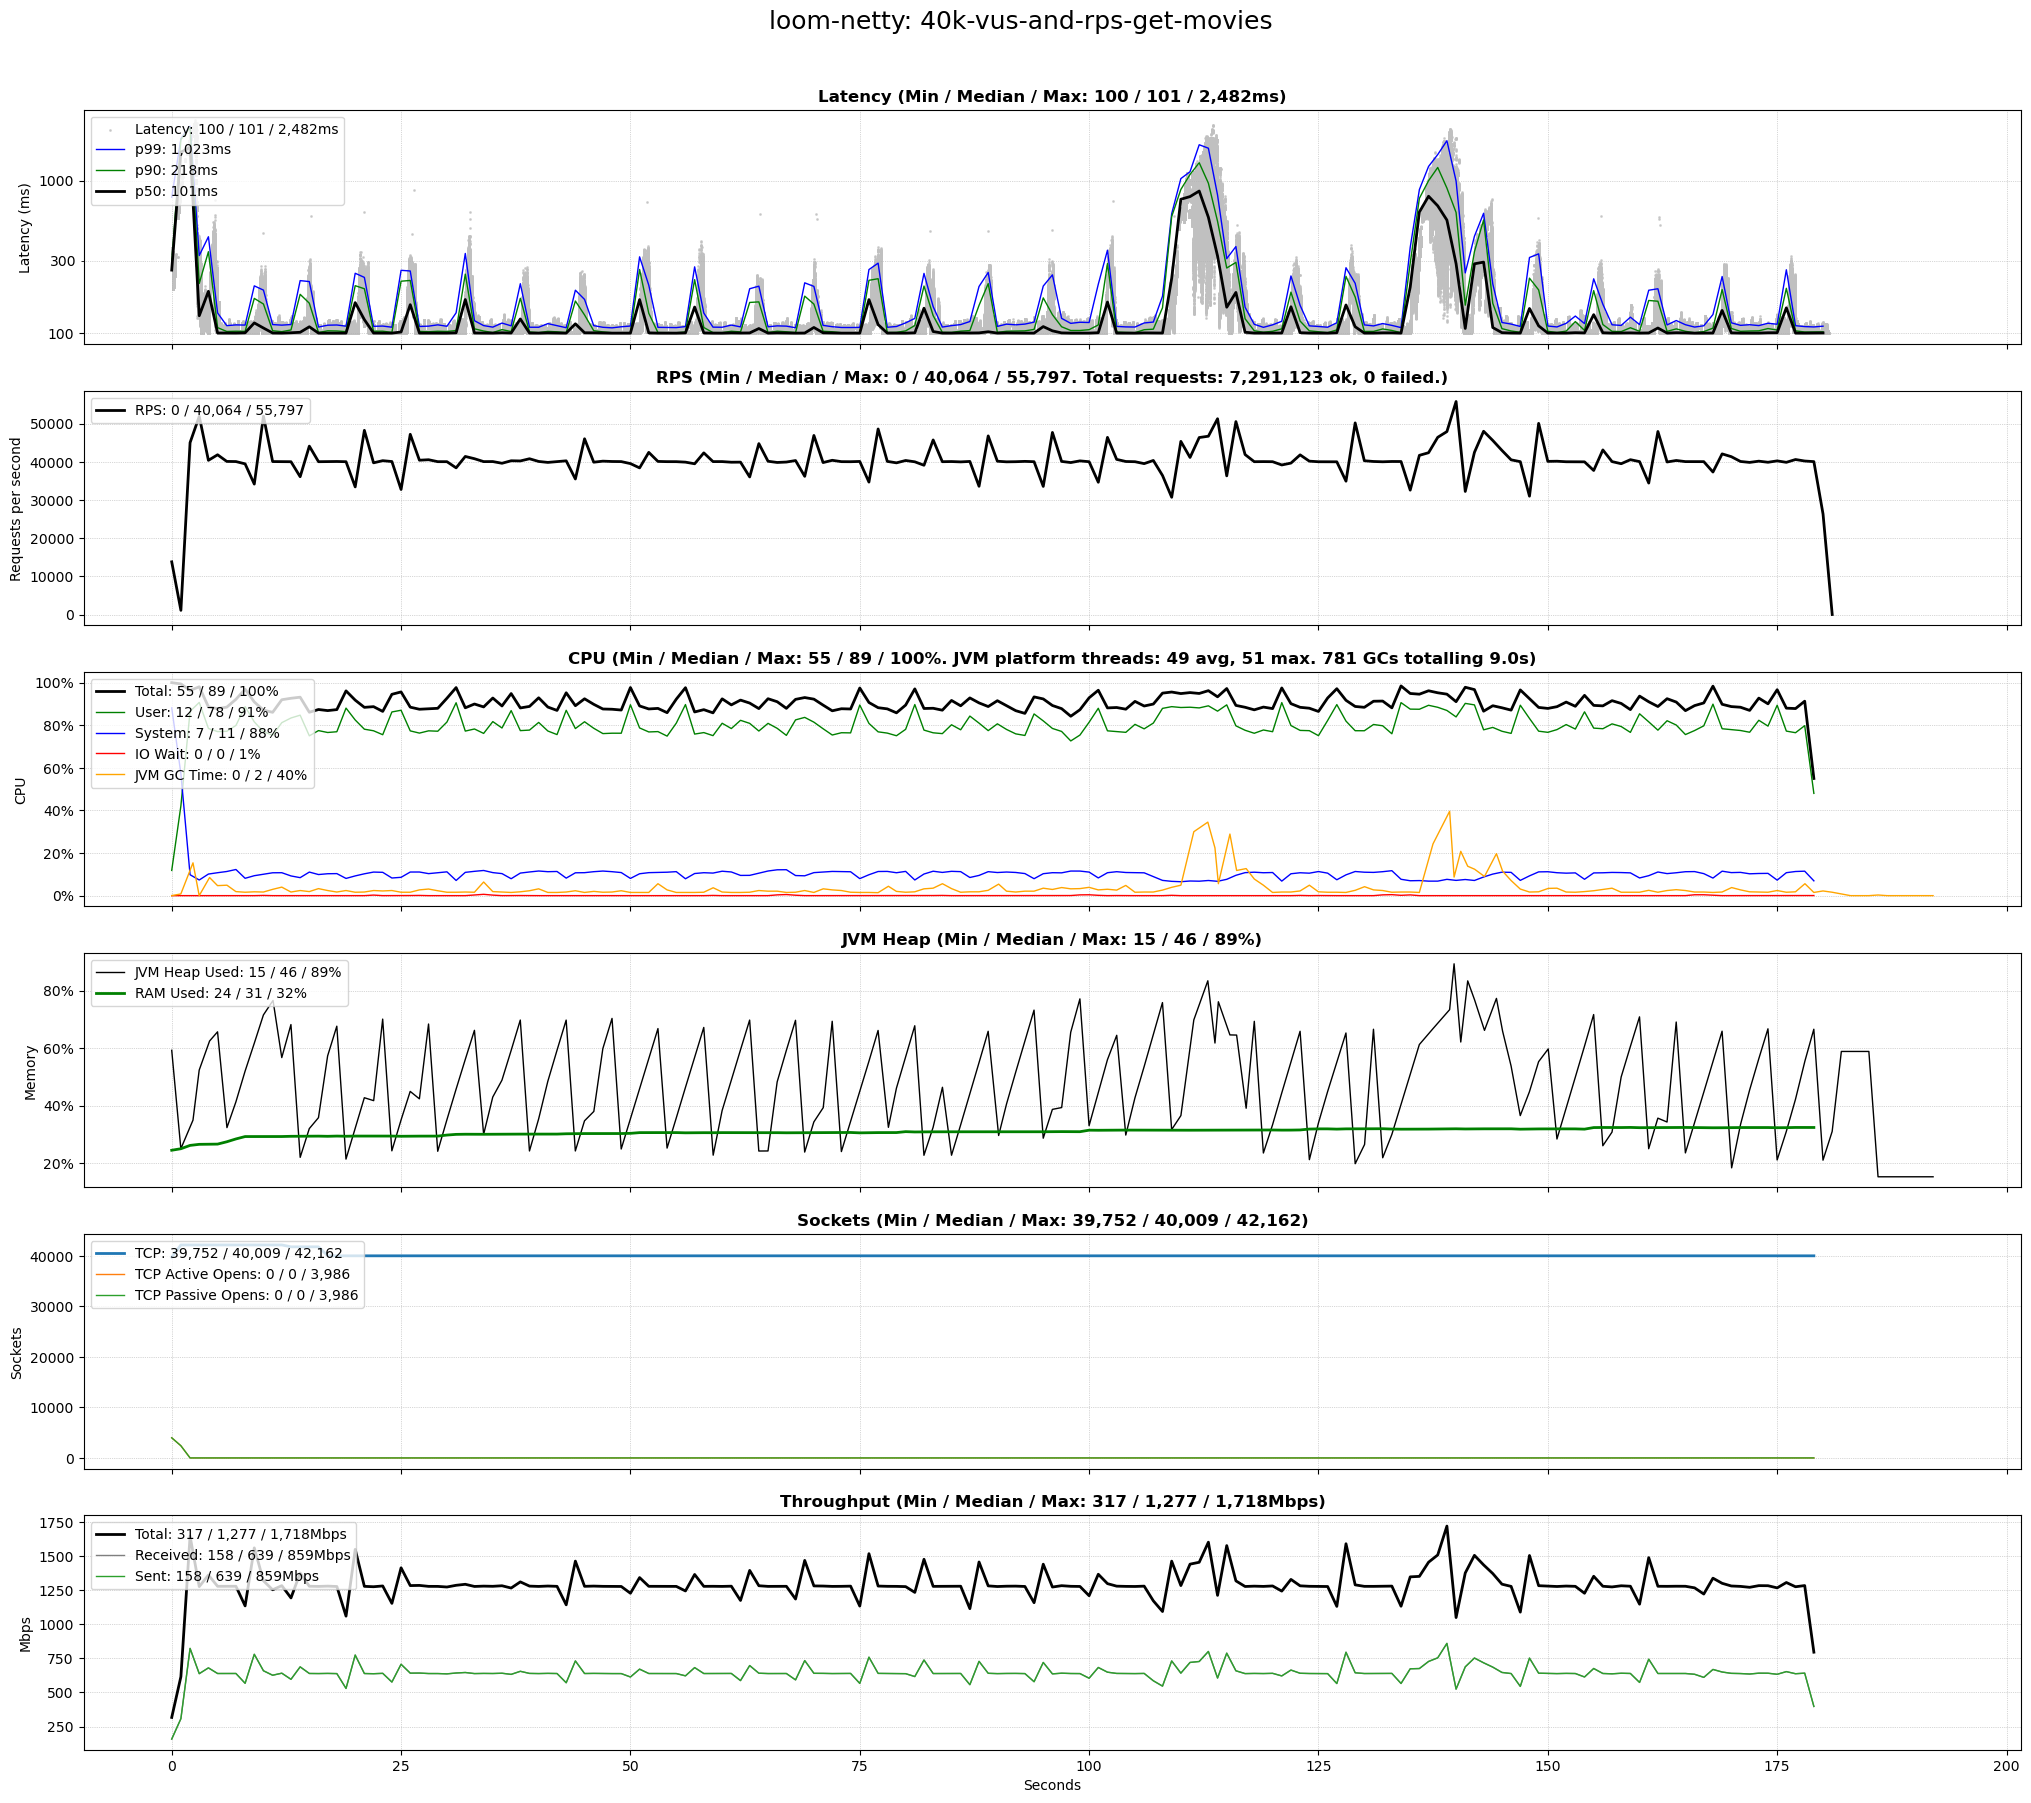 loom-netty: 40k-vus-and-rps-get-movies
Latency (Min / Median / Max: 100 / 101 / 2,482ms)
Latency: 100 / 101 / 2,482ms
p99: 1,023ms
p90: 218ms
p50: 101ms
Latency (ms)
1000
300
100
RPS (Min / Median / Max: 0 / 40,064 / 55,797. Total requests: 7,291,123 ok, 0 failed.)
RPS: 0 / 40,064 / 55,797
Requests per second
50000
40000
30000
20000
10000
0
CPU (Min / Median / Max: 55 / 89 / 100%. JVM platform threads: 49 avg, 51 max. 781 GCs totalling 9.0s)
Total: 55 / 89 / 100%
User: 12 / 78 / 91%
System: 7 / 11 / 88%
IO Wait: 0 / 0 / 1%
JVM GC Time: 0 / 2 / 40%
CPU
100%
80%
60%
40%
20%
0%
JVM Heap (Min / Median / Max: 15 / 46 / 89%)
JVM Heap Used: 15 / 46 / 89%
RAM Used: 24 / 31 / 32%
Memory
80%
60%
40%
20%
Sockets (Min / Median / Max: 39,752 / 40,009 / 42,162)
TCP: 39,752 / 40,009 / 42,162
TCP Active Opens: 0 / 0 / 3,986
TCP Passive Opens: 0 / 0 / 3,986
Sockets
40000
30000
20000
10000
0
Throughput (Min / Median / Max: 317 / 1,277 / 1,718Mbps)
Total: 317 / 1,277 / 1,718Mbps
Received: 158 / 639 / 859Mbps
Sent: 158 / 639 / 859Mbps
Mbps
1750
1500
1250
1000
750
500
250
0 25 50 75 100 125 150 175 200
Seconds